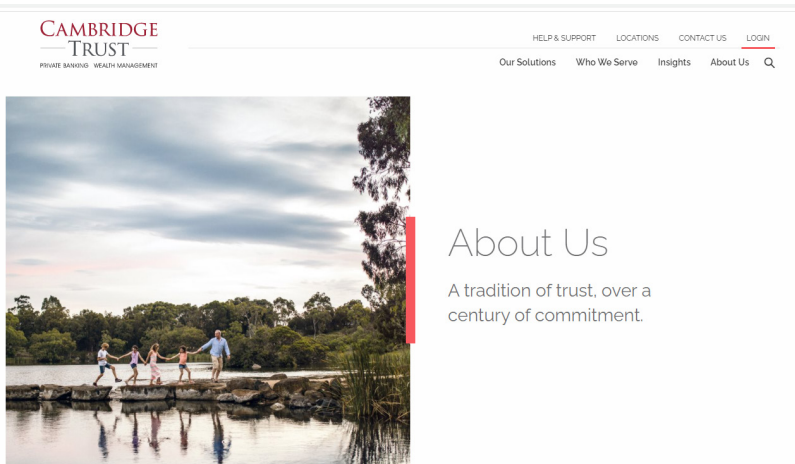 CAMBRIDGE
TRUST
PRIVATE BANKING WEALTH MANAGEMENT
HELP & SUPPORT LOCATIONS CONTACT US LOGIN
Our Solutions Who We Serve Insights About Us
About Us
A tradition of trust, over a
century of commitment.